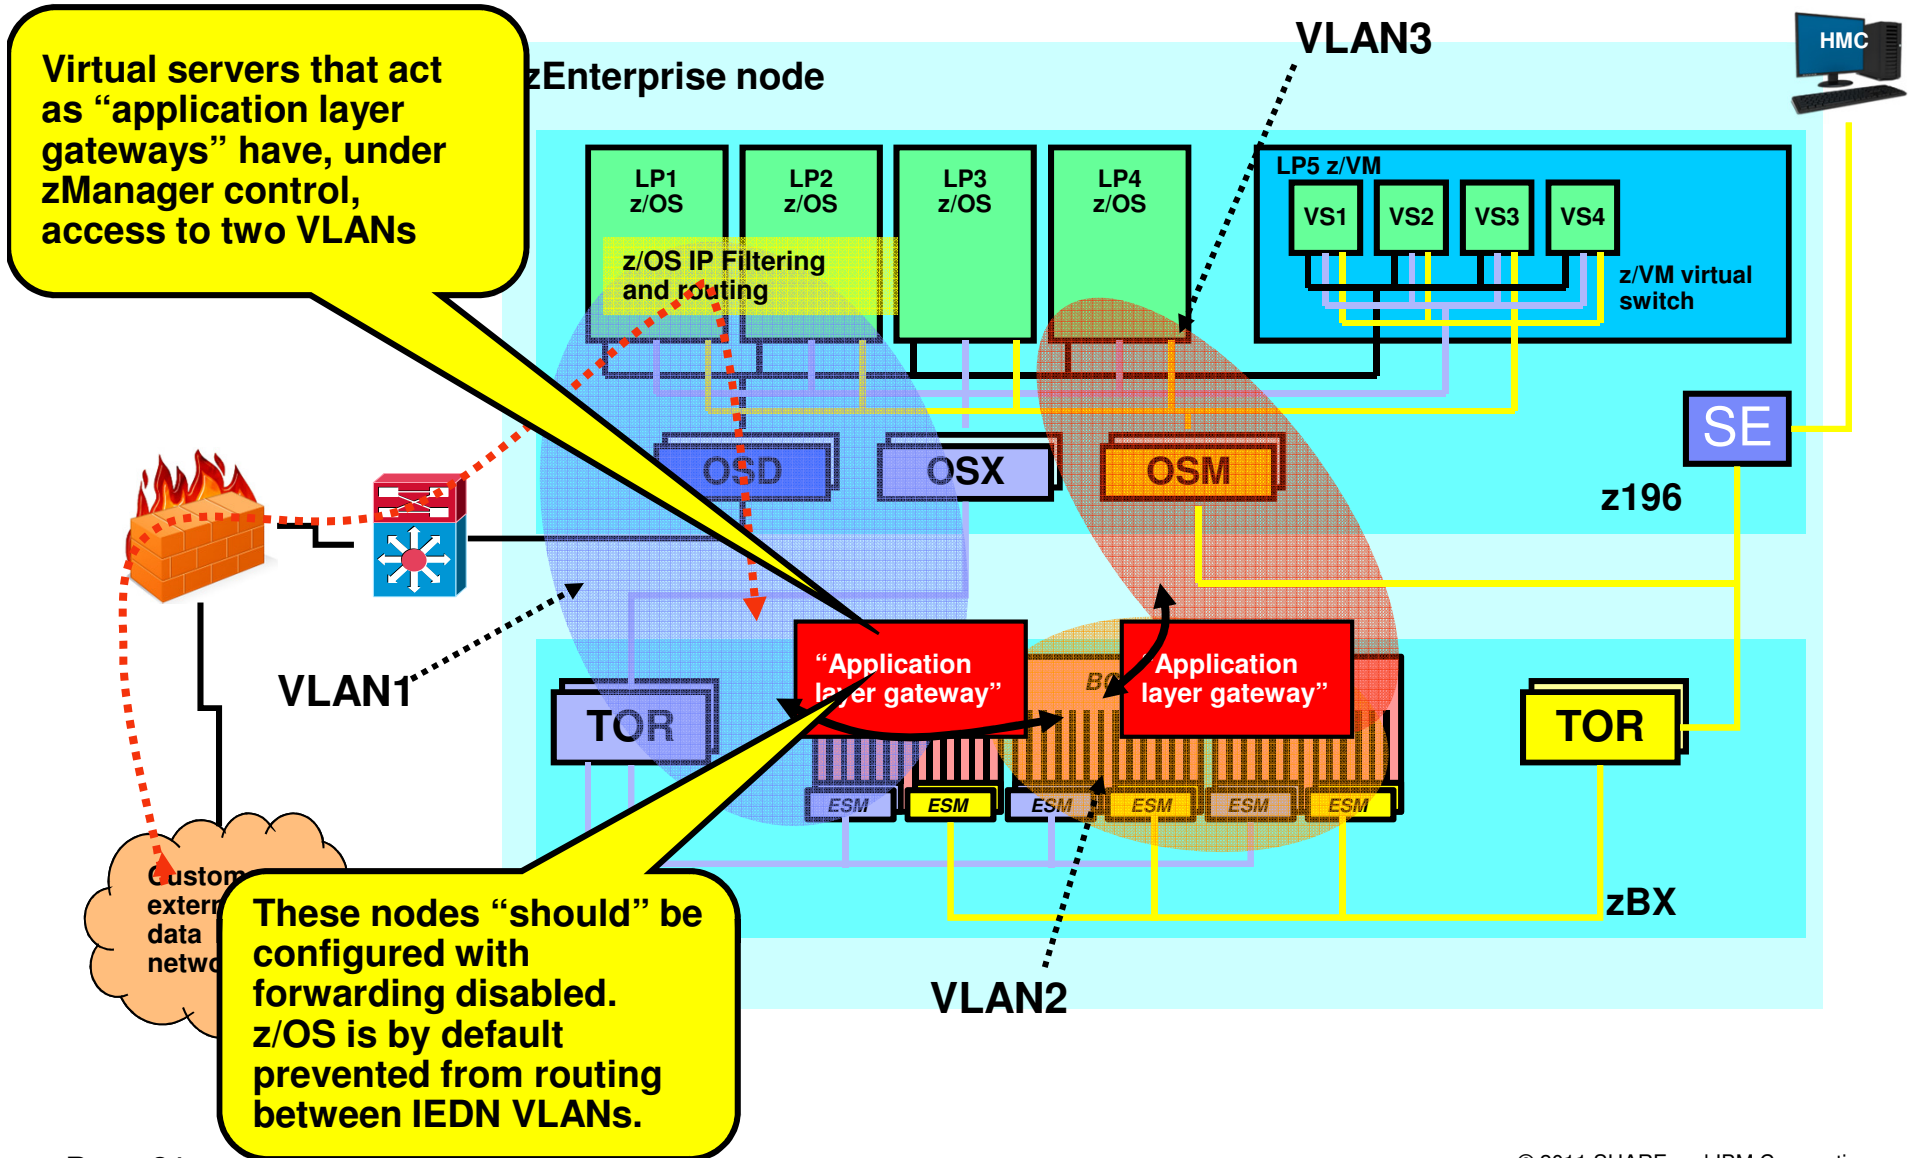 Virtual servers that act
as “application layer
gateways” have, under
zManager control,
access to two VLANs
zEnterprise node
VLAN3
HMC
LP1
z/OS
LP2
z/OS
LP3
z/OS
LP4
z/OS
z/OS IP Filtering
and routing
LP5 z/VM
VS1
VS2
VS3
VS4
z/VM virtual
switch
OSD
OSX
OSM
SE
z196
VLAN1
TOR
“Application
layer gateway”
“Application
layer gateway”
TOR
ESM
ESM
ESM
ESM
ESM
ESM
zBX
data
VLAN2
These nodes “should” be
configured with
forwarding disabled.
z/OS is by default
prevented from routing
between IEDN VLANs.